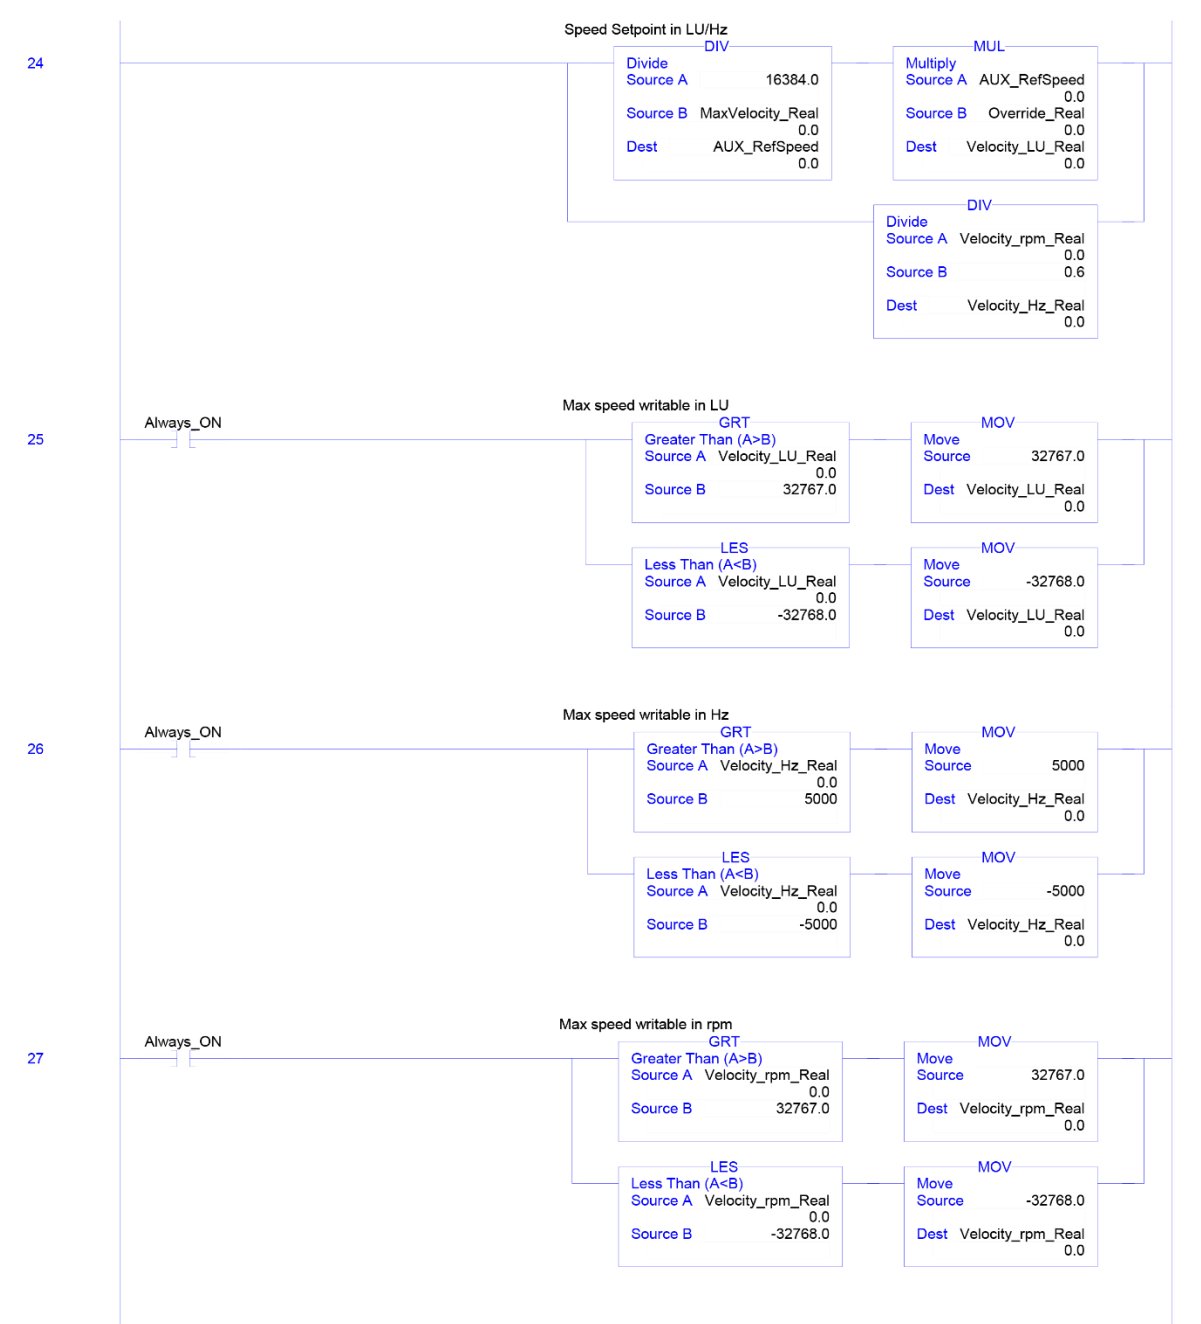 Speed Setpoint in LU/Hz
24
DIV
Divide
Source A 16384.0
Source B MaxVelocity_Real
0.0
Dest AUX_RefSpeed
0.0
MUL
Multiply
Source A AUX_RefSpeed
0.0
Source B Override_Real
0.0
Dest Velocity_LU_Real
0.0
DIV
Divide
Source A Velocity_rpm_Real
0.0
Source B 0.6
Dest Velocity_Hz_Real
0.0
Max speed writable in LU
25
Always_ON
GRT
Greater Than (A>B)
Source A Velocity_LU_Real
0.0
Source B 32767.0
MOV
Move
Source 32767.0
Dest Velocity_LU_Real
0.0
LES
Less Than (A<B)
Source A Velocity_LU_Real
0.0
Source B -32768.0
MOV
Move
Source -32768.0
Dest Velocity_LU_Real
0.0
Max speed writable in Hz
26
Always_ON
GRT
Greater Than (A>B)
Source A Velocity_Hz_Real
0.0
Source B 5000
MOV
Move
Source 5000
Dest Velocity_Hz_Real
0.0
LES
Less Than (A<B)
Source A Velocity_Hz_Real
0.0
Source B -5000
MOV
Move
Source -5000
Dest Velocity_Hz_Real
0.0
Max speed writable in rpm
27
Always_ON
GRT
Greater Than (A>B)
Source A Velocity_rpm_Real
0.0
Source B 32767.0
MOV
Move
Source 32767.0
Dest Velocity_rpm_Real
0.0
LES
Less Than (A<B)
Source A Velocity_rpm_Real
0.0
Source B -32768.0
MOV
Move
Source -32768.0
Dest Velocity_rpm_Real
0.0